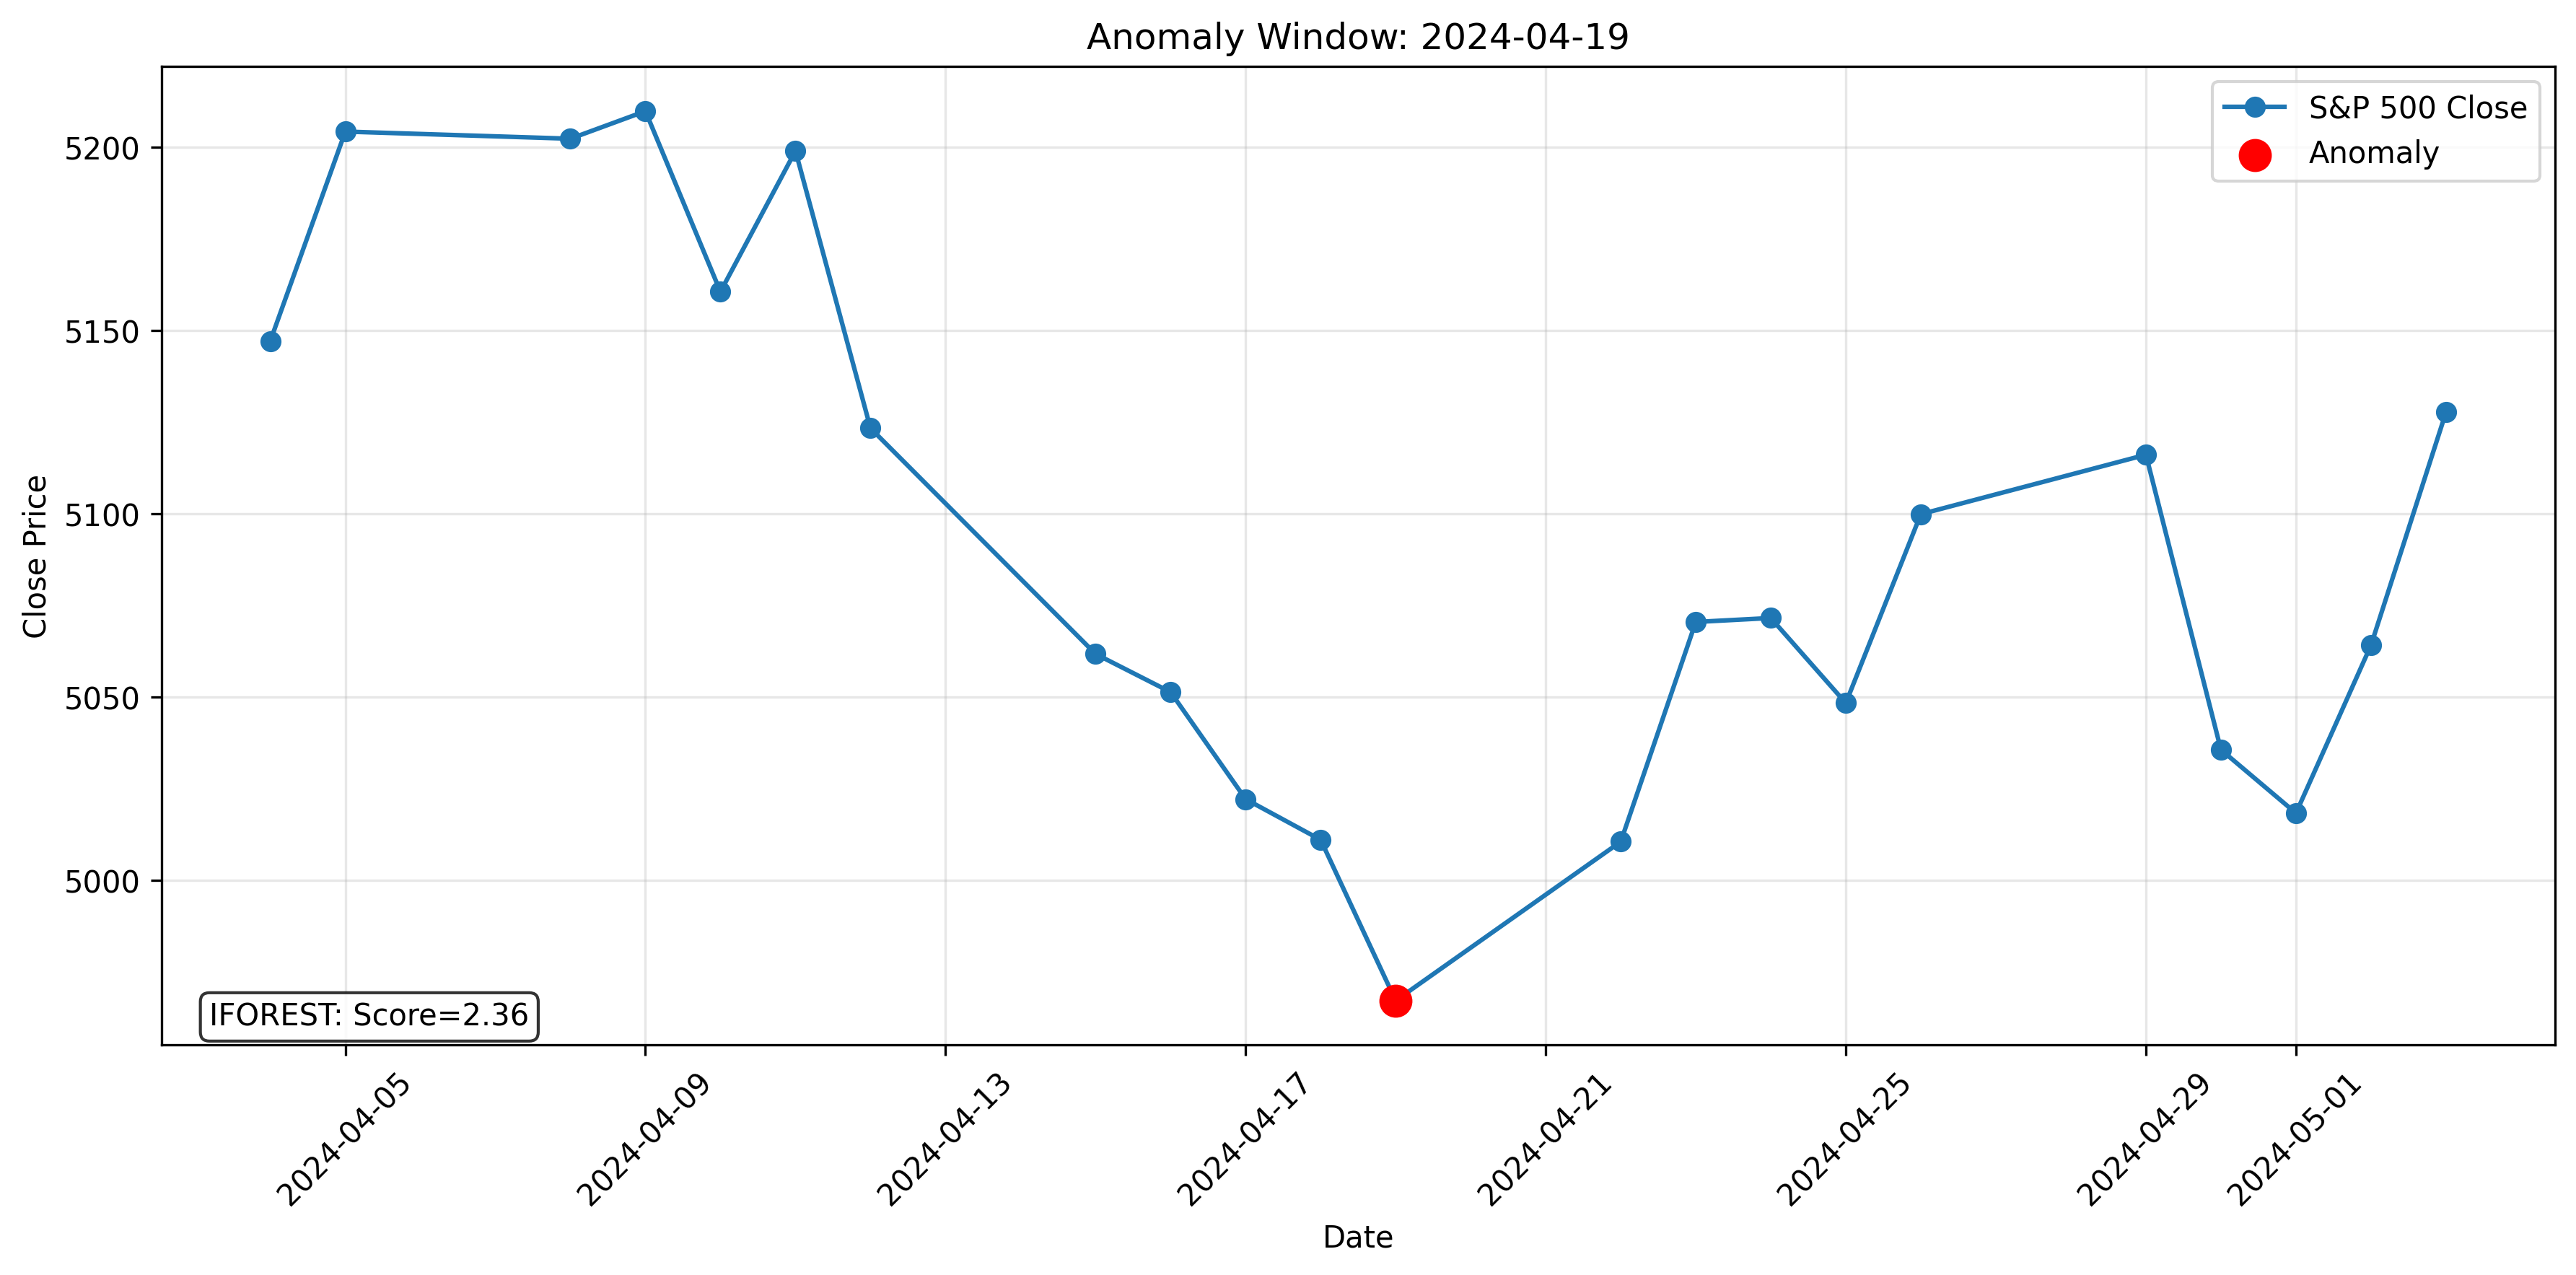 Anomaly Window: 2024-04-19
S&P 500 Close
Anomaly
Close Price
5200
5150
5100
5050
5000
IFOREST: Score=2.36
2024-04-05
2024-04-09
2024-04-13
2024-04-17
2024-04-21
2024-04-25
2024-04-29
2024-05-01
Date